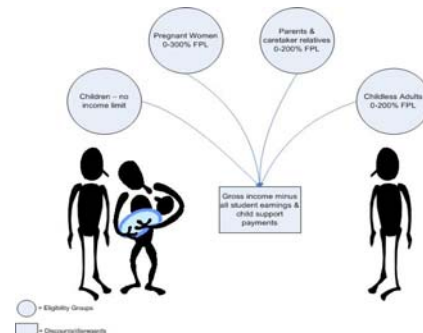 Pregnant Women
0-300% FPL
Parents &
caretaker relatives
0-200% FPL
Children – no
income limit
Childless Adults
0-200% FPL
Gross income minus
all student earnings &
child support
payments
= Eligibility Groups